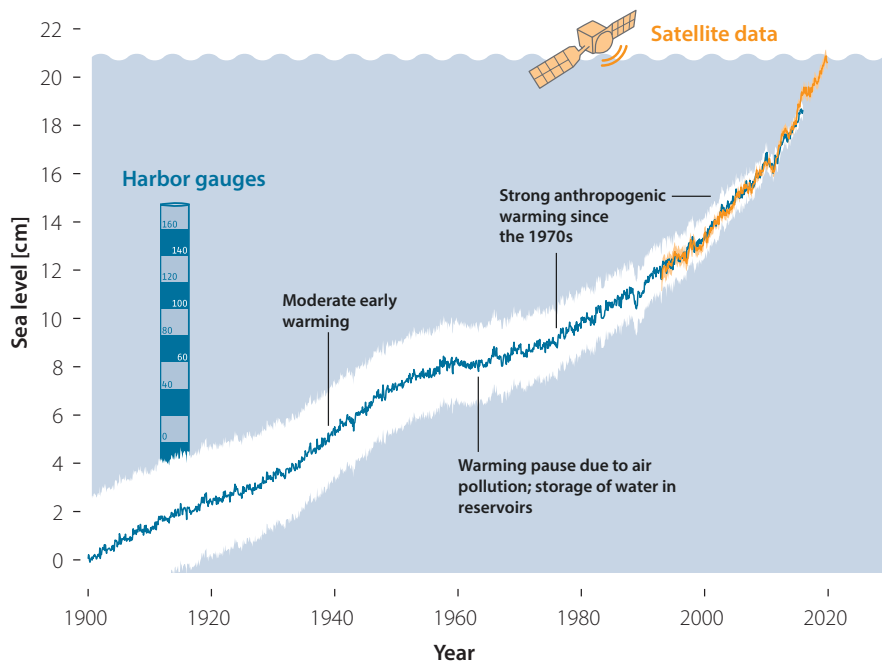 22
20
18
16
14
12
10
8
6
4
2
0
Sea level [cm]
Satellite data
Harbor gauges
160
140
120
100
80
60
40
0
Strong anthropogenic
warming since
the 1970s
Moderate early
warming
Warming pause due to air
pollution; storage of water in
reservoirs
1900
1920
1940
1960
1980
2000
2020
Year